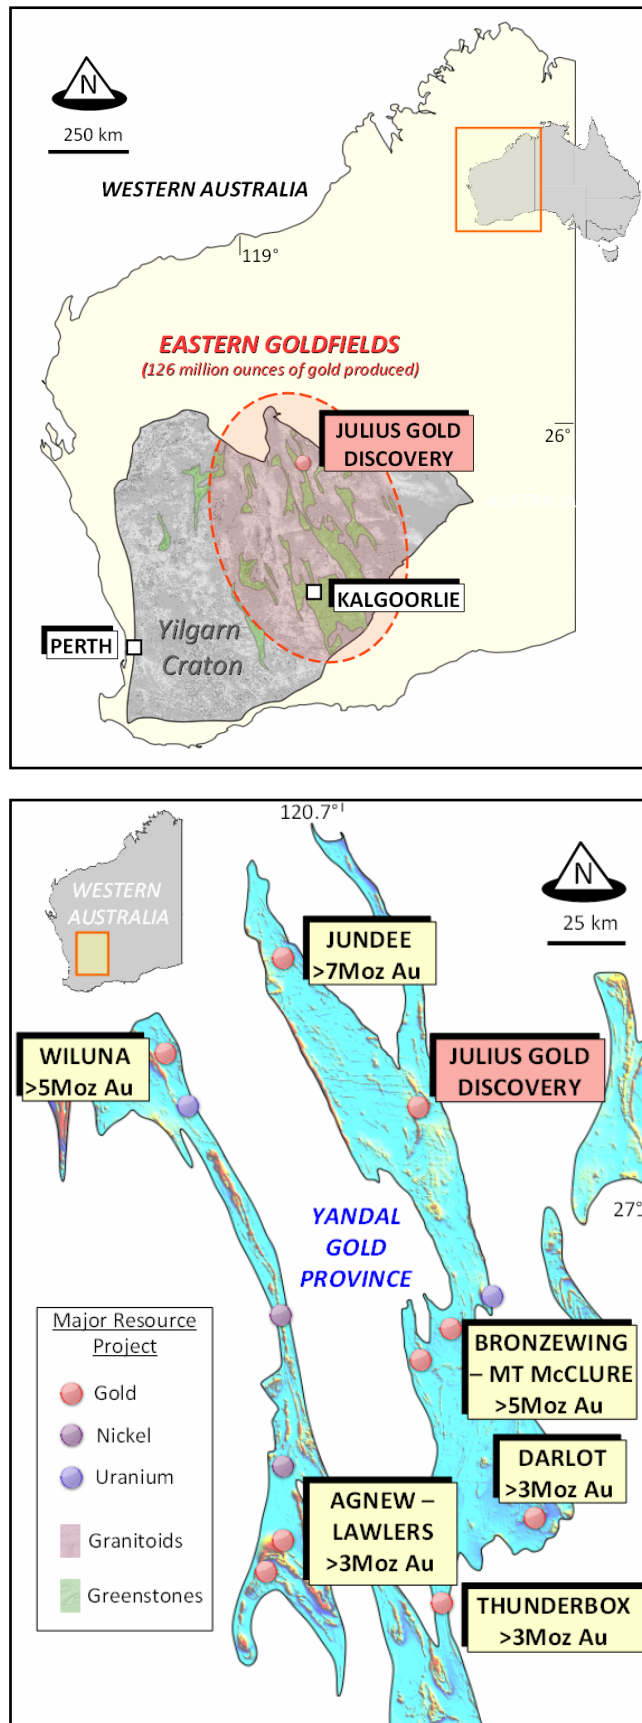 N
250 km
WESTERN AUSTRALIA
119°
EASTERN GOLDFIELDS
(126 million ounces of gold produced)
26°
JULIUS GOLD
DISCOVERY
AUSTRALIA
KALGOORLIE
PERTH
Yilgarn
Craton
120.7°
WESTERN
AUSTRALIA
N
25 km
JUNDEE
>7Moz Au
WILUNA
>5Moz Au
JULIUS GOLD
DISCOVERY
27°
YANDAL
GOLD
PROVINCE
Major Resource
Project
Gold
Nickel
Uranium
Granitoids
Greenstones
BRONZEWING
– MT McCLURE
>5Moz Au
DARLOT
>3Moz Au
AGNEW –
LAWLERS
>3Moz Au
THUNDERBOX
>3Moz Au